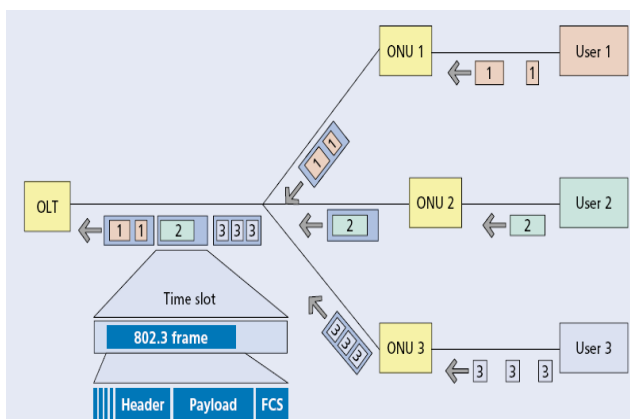 ONU 1
User 1
1
1
1
1
OLT
1
1
2
3
3
3
2
ONU 2
2
User 2
Time slot
802.3 frame
3
3
3
ONU 3
3
3
3
User 3
Header
Payload
FCS